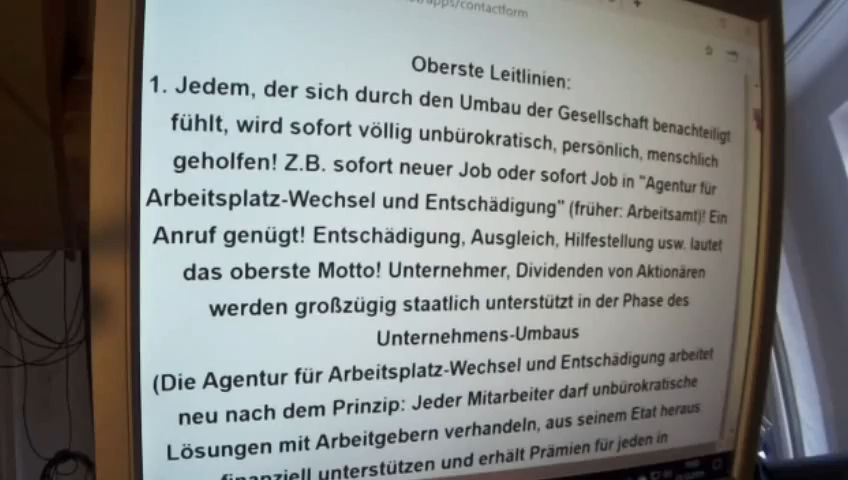 apps/contactform
Oberste Leitlinien:
1. Jedem, der sich durch den Umbau der Gesellschaft benachteiligt
fühlt, wird sofort völlig unbürokratisch, persönlich, menschlich
geholfen! Z.B. sofort neuer Job oder sofort Job in "Agentur für
Arbeitsplatz-Wechsel und Entschädigung" (früher: Arbeitsamt)! Ein
Anruf genügt! Entschädigung, Ausgleich, Hilfestellung usw. lautet
das oberste Motto! Unternehmer, Dividenden von Aktionären
werden großzügig staatlich unterstützt in der Phase des
Unternehmens-Umbaus
(Die Agentur für Arbeitsplatz-Wechsel und Entschädigung arbeitet
neu nach dem Prinzip: Jeder Mitarbeiter darf unbürokratische
Lösungen mit Arbeitgebern verhandeln, aus seinem Etat heraus
finanziell unterstützen und erhält Prämien für jeden in